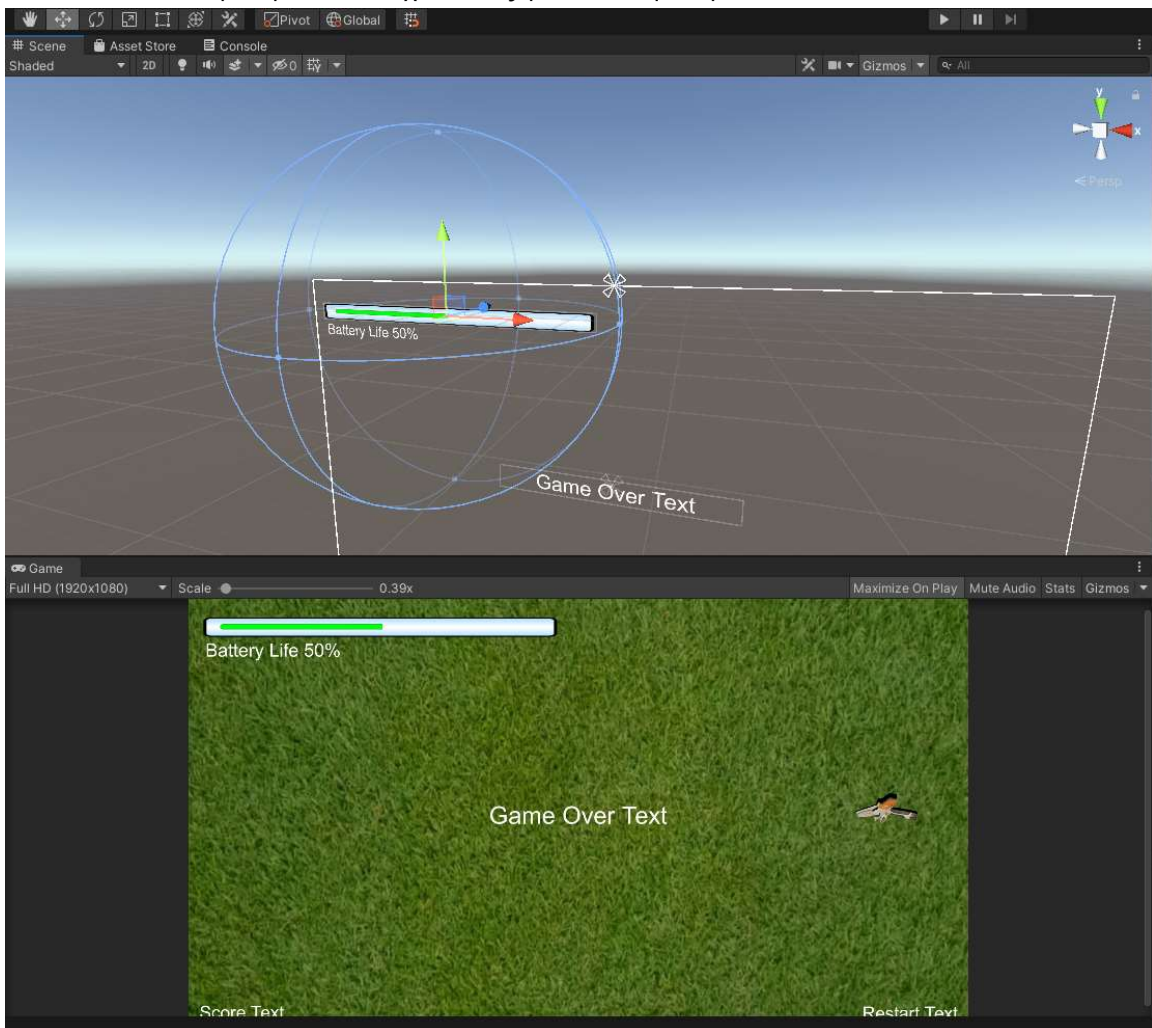 Pivot Global
# Scene Asset Store Console
Shaded 2D 0 Gizmos All
y
x
Persp
Battery Life 50%
Game Over Text
Game
Full HD (1920x1080) Scale 0.39x Maximize On Play Mute Audio Stats Gizmos
Battery Life 50%
Game Over Text
Score Text Restart Text